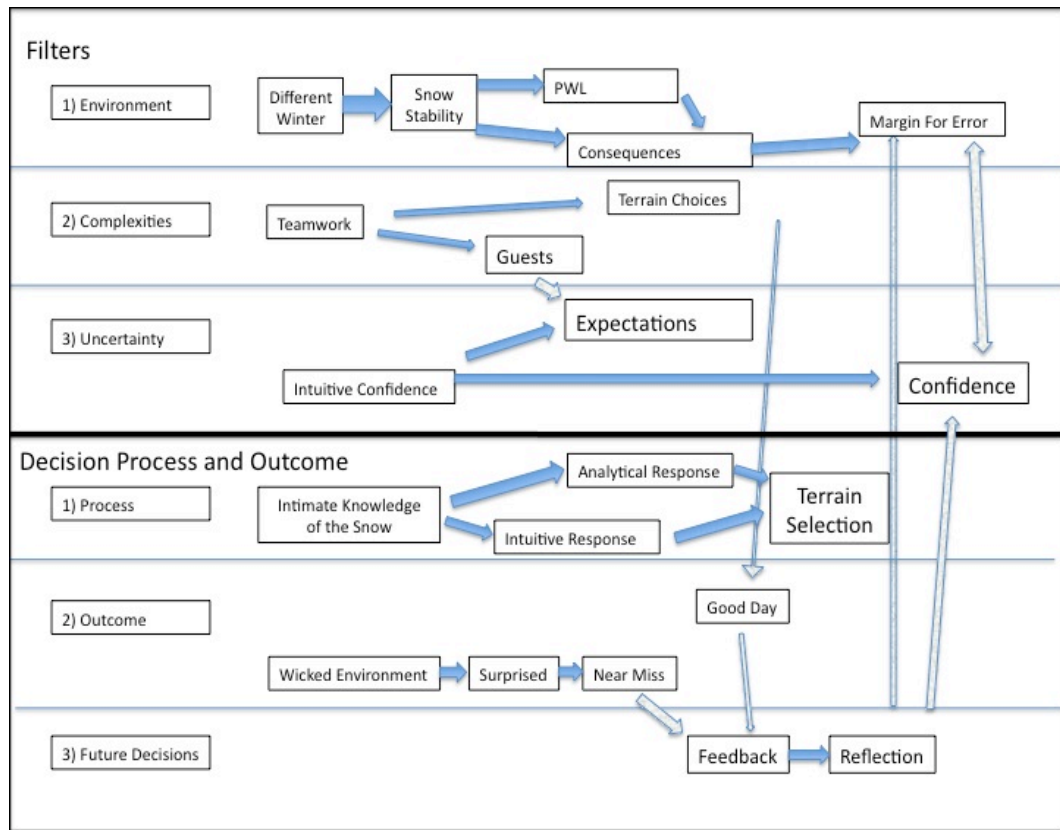 Filters
1) Environment
Different
Winter
Snow
Stability
PWL
Consequences
Margin For Error
2) Complexities
Teamwork
Terrain Choices
Guests
3) Uncertainty
Expectations
Intuitive Confidence
Confidence
Decision Process and Outcome
1) Process
Intimate Knowledge
of the Snow
Analytical Response
Intuitive Response
Terrain
Selection
2) Outcome
Good Day
Wicked Environment
Surprised
Near Miss
3) Future Decisions
Feedback
Reflection